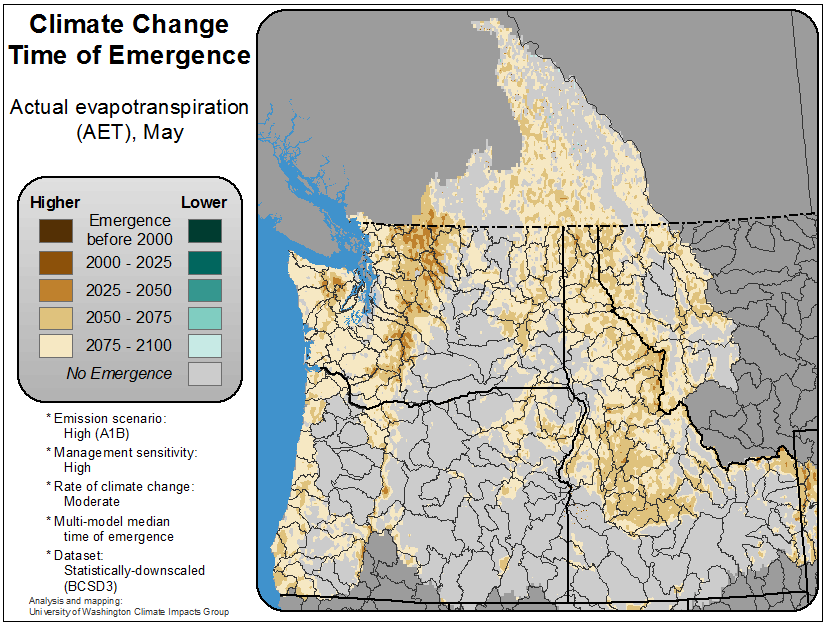 Climate Change
Time of Emergence
Actual evapotranspiration
(AET), May
Higher
Lower
Emergence
before 2000
2000 - 2025
2025 - 2050
2050 - 2075
2075 - 2100
No Emergence
* Emission scenario:
High (A1B)
* Management sensitivity:
High
* Rate of climate change:
Moderate
* Multi-model median
time of emergence
* Dataset:
Statistically-downscaled
(BCSD3)
Analysis and mapping:
University of Washington Climate Impacts Group